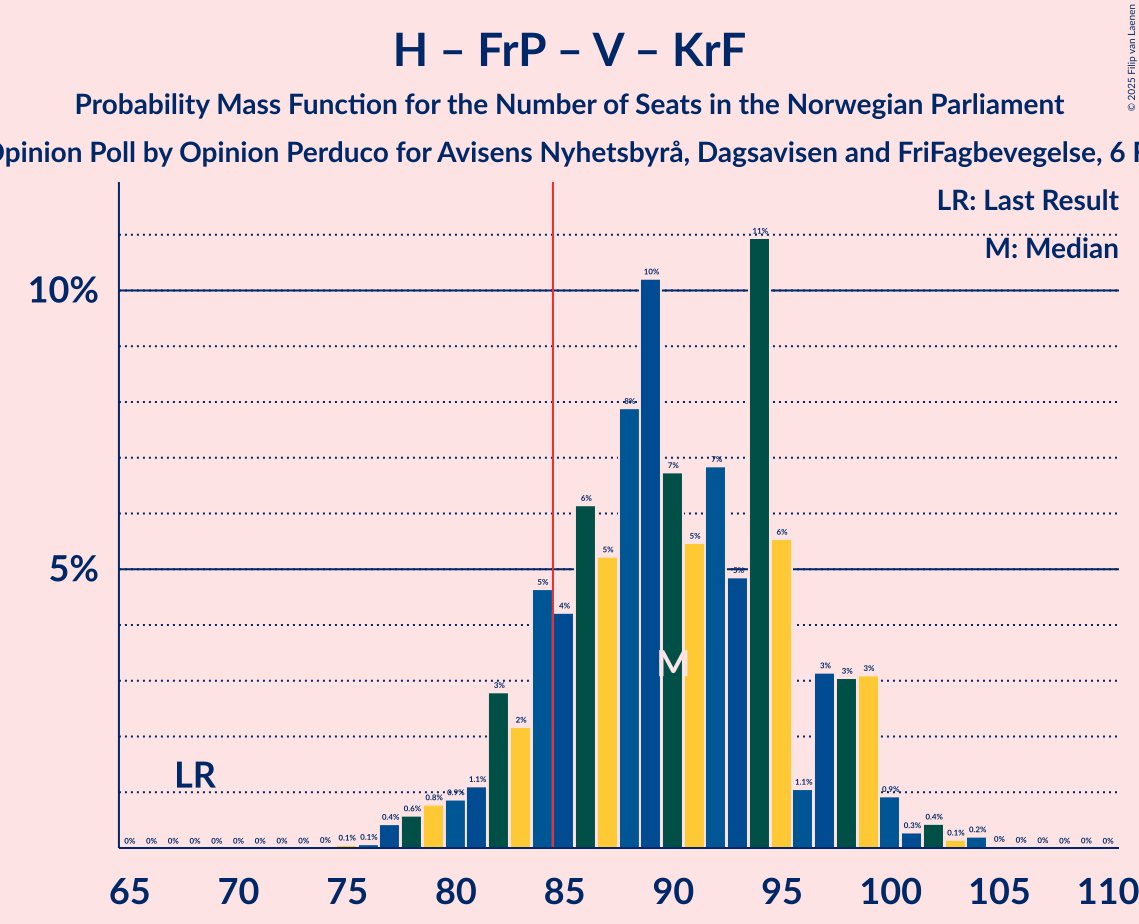 H – FrP – V – KrF
Probability Mass Function for the Number of Seats in the Norwegian Parliament
Opinion Poll by Opinion Perduco for Avisens Nyhetsbyrå, Dagsavisen and FriFagbevegelse, 6 F
© 2025 Filip van Laenen
LR: Last Result
M: Median
10%
5%
LR
M
0% 0% 0% 0% 0% 0% 0% 0% 0% 0% 0.1% 0.1% 0.4% 0.6% 0.8% 0.9% 1.1% 3% 2% 5% 4% 6% 5% 8% 10% 7% 5% 7% 5% 11% 6% 1.1% 3% 3% 3% 0.9% 0.3% 0.4% 0.1% 0.2% 0% 0% 0% 0% 0% 0%
65 70 75 80 85 90 95 100 105 110